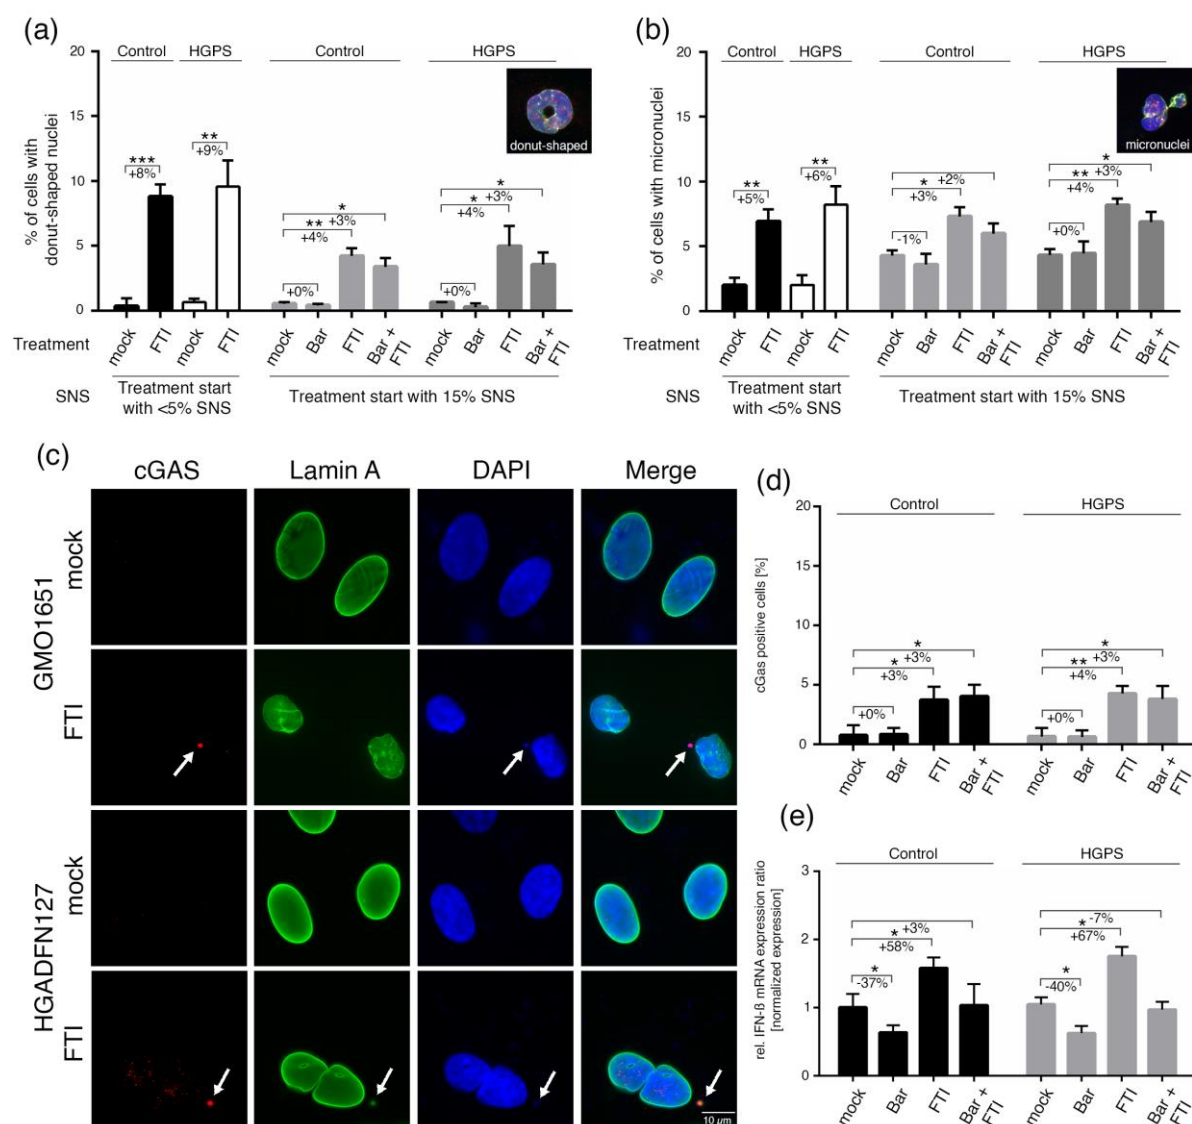 (a)
Control HGPS Control HGPS
% of cells with
donut-shaped nuclei
20
15
10
5
0
*** +8%
** +9%
+0%
** +4%
* +3%
+0%
* +4%
* +3%
donut-shaped
Treatment mock FTI mock FTI mock Bar FTI Bar + FTI mock Bar FTI Bar + FTI
SNS
Treatment start
with <5% SNS
Treatment start with 15% SNS
(b)
Control HGPS Control HGPS
% of cells with micronuclei
20
15
10
5
0
** +5%
** +6%
-1%
* +3%
* +2%
+0%
** +4%
* +3%
micronuclei
Treatment mock FTI mock FTI mock Bar FTI Bar + FTI mock Bar FTI Bar + FTI
SNS
Treatment start
with <5% SNS
Treatment start with 15% SNS
(c)
cGAS Lamin A DAPI Merge
GMO1651
mock
FTI
HGADFN127
mock
FTI
10 µm
(d)
Control HGPS
cGas positive cells [%]
20
15
10
5
0
+0%
* +3%
* +3%
+0%
** +4%
* +3%
mock Bar FTI Bar + FTI mock Bar FTI Bar + FTI
(e)
Control HGPS
rel. IFN-ß mRNA expression ratio
[normalized expression]
3
2
1
0
* -37%
* +58%
+3%
* -40%
* +67%
-7%
mock Bar FTI Bar + FTI mock Bar FTI Bar + FTI